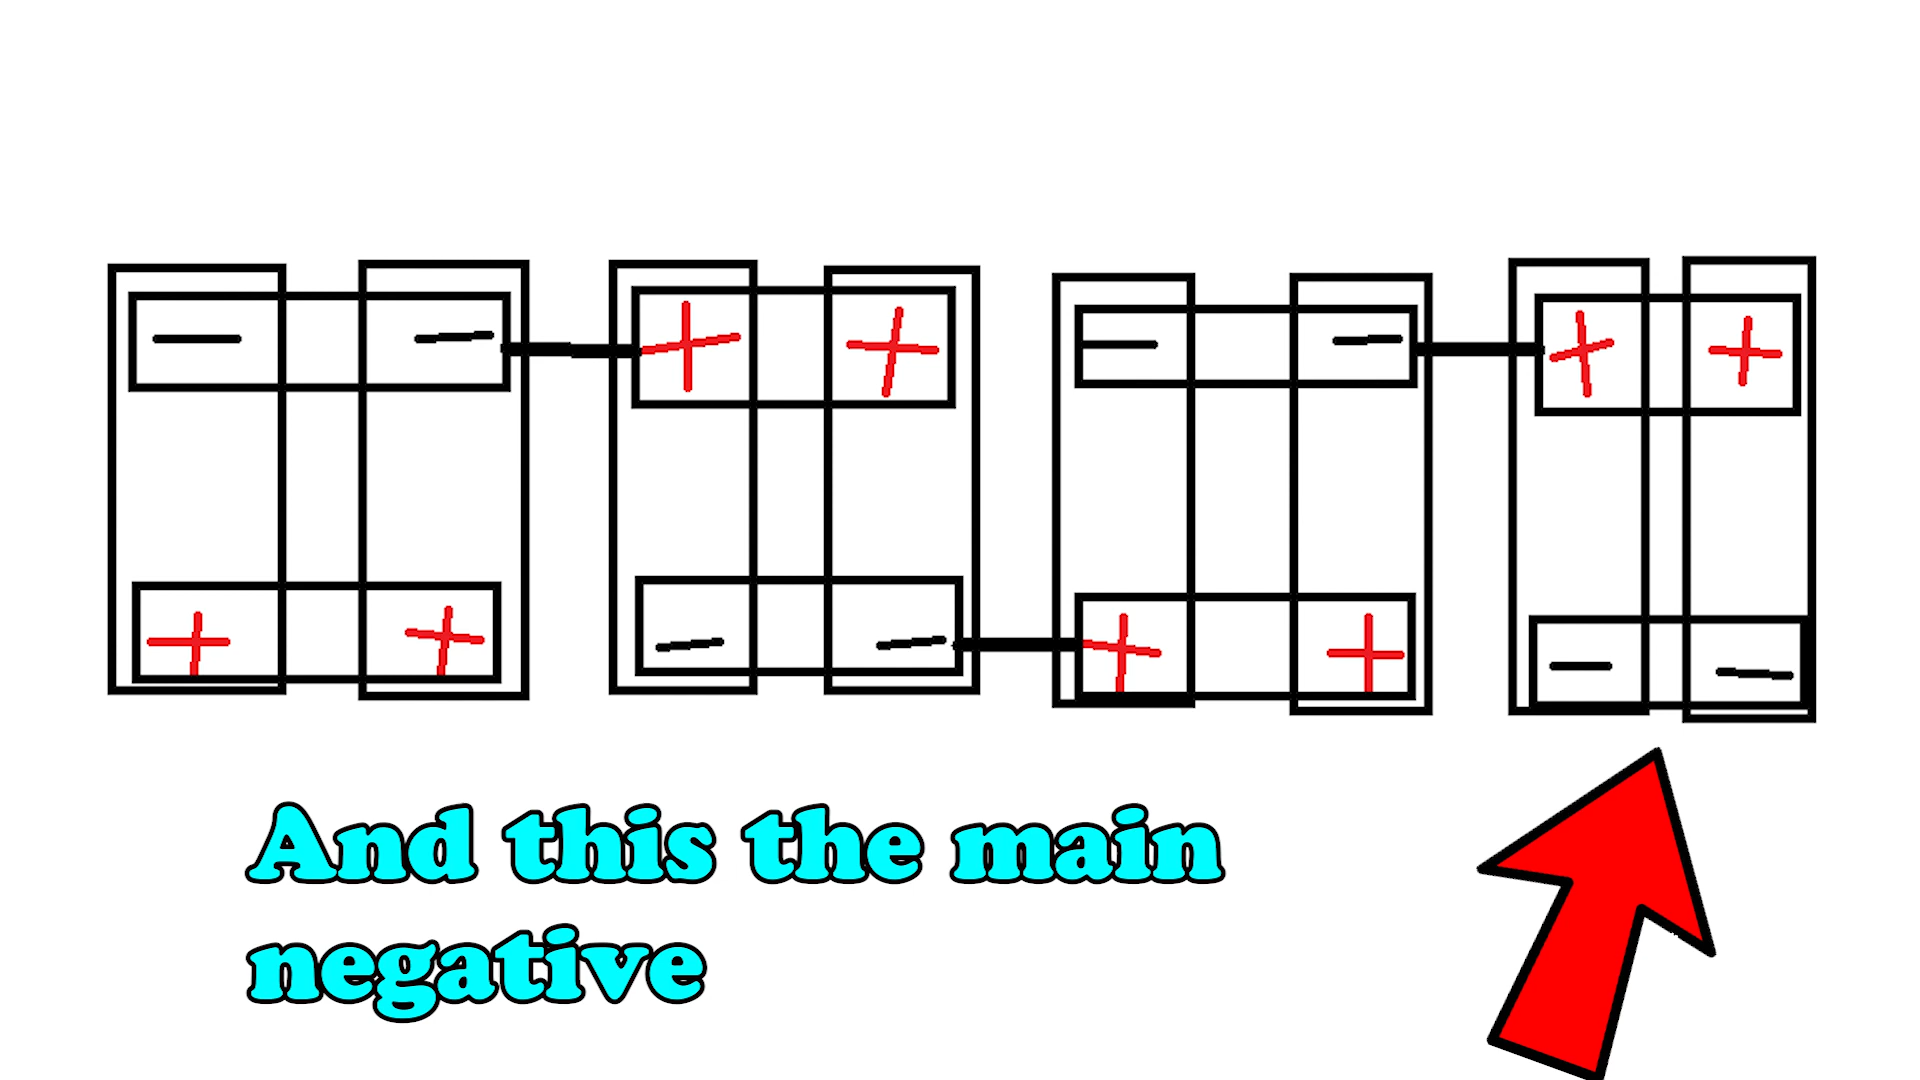 — — + + — — + +
+ + — — + + — —
And this the main
negative